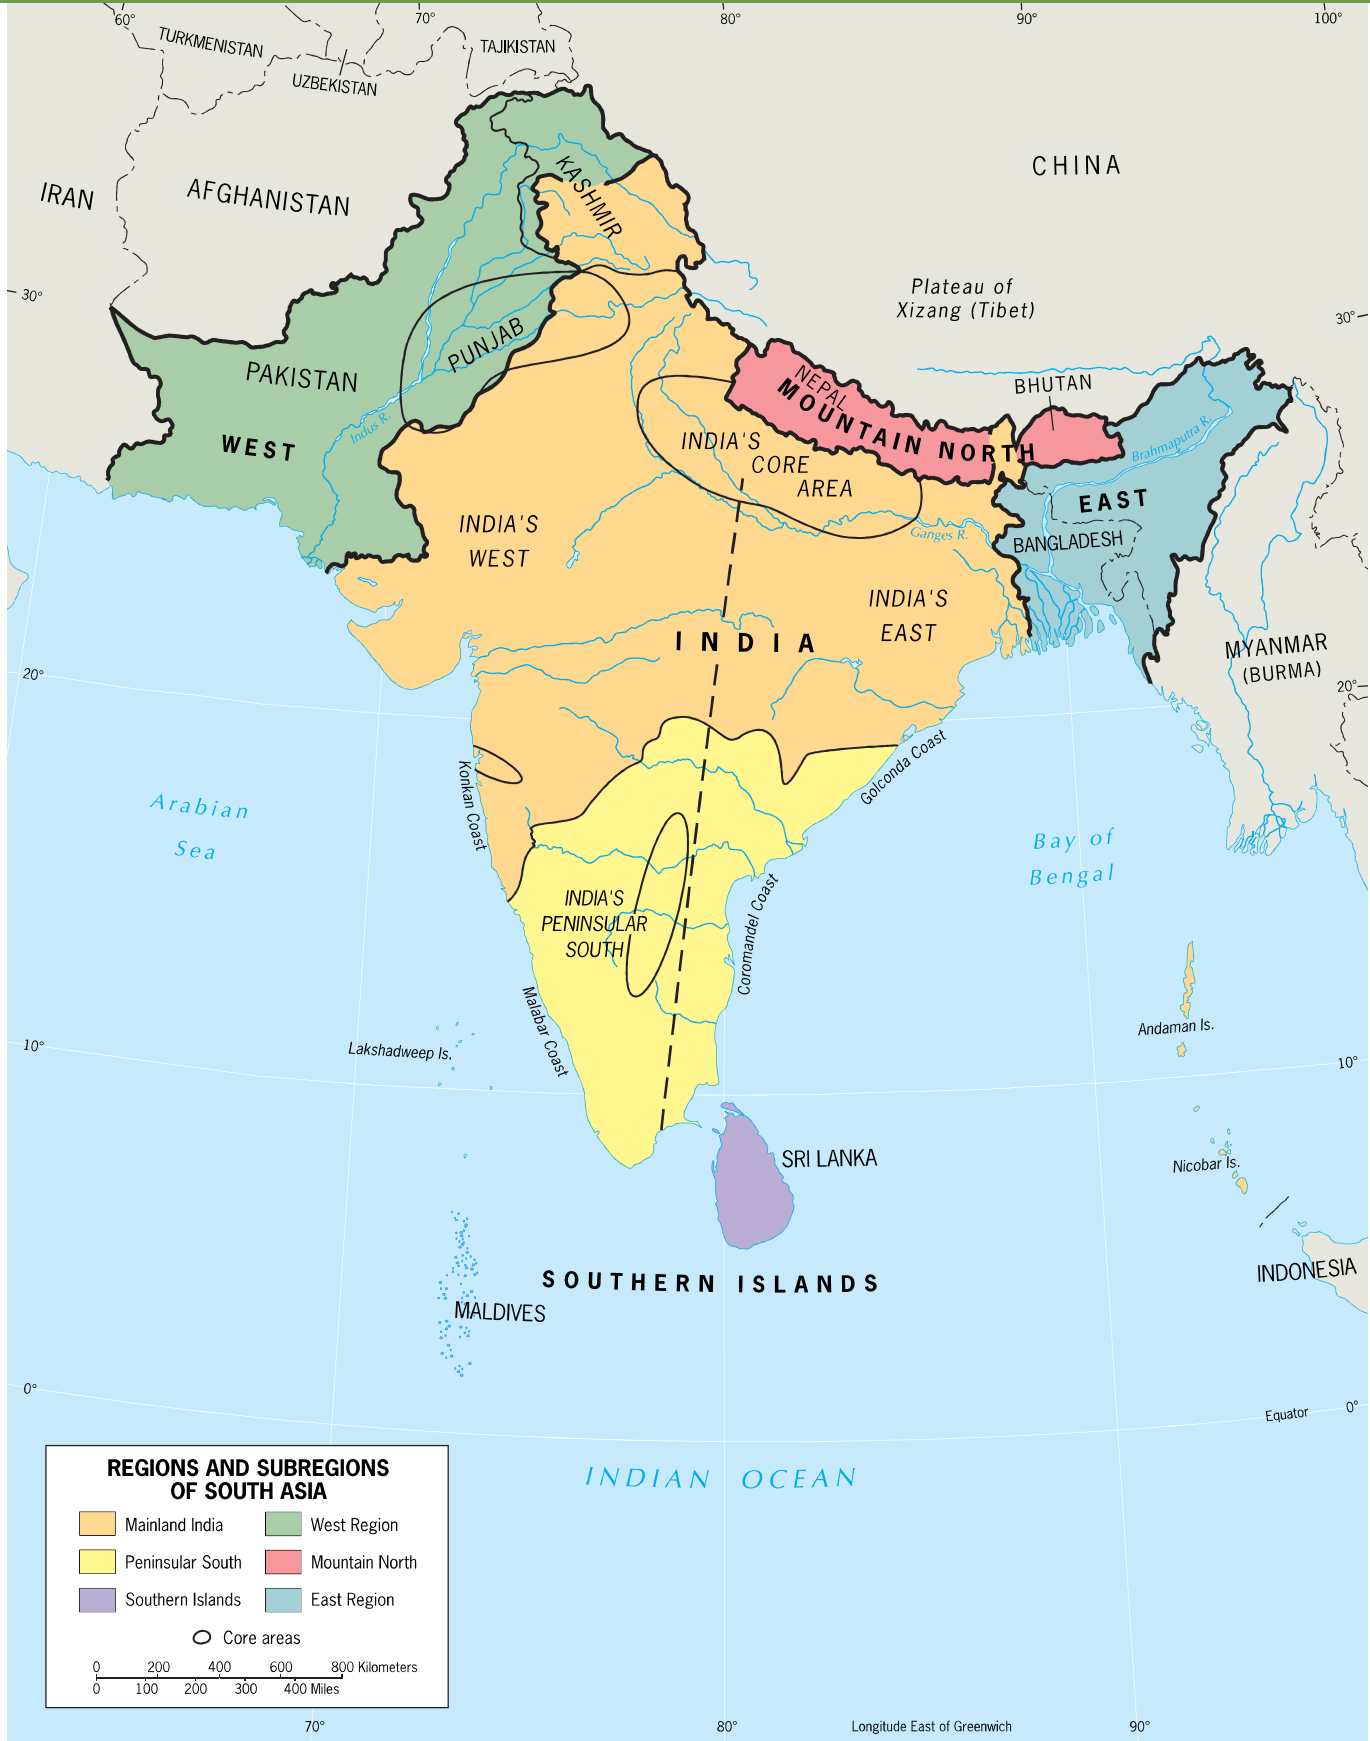 60°
70°
80°
90°
100°
TURKMENISTAN
UZBEKISTAN
TAJIKISTAN
IRAN
AFGHANISTAN
KASHMIR
CHINA
30°
Plateau of
Xizang (Tibet)
30°
PUNJAB
PAKISTAN
WEST
Indus R.
NEPAL
MOUNTAIN NORTH
BHUTAN
Brahmaputra R.
INDIA'S
CORE
AREA
EAST
INDIA'S
WEST
Ganges R.
BANGLADESH
INDIA'S
EAST
INDIA
MYANMAR
(BURMA)
20°
20°
Konkan Coast
Golconda Coast
Arabian
Sea
Bay of
Bengal
INDIA'S
PENINSULAR
SOUTH
Coromandel Coast
Malabar Coast
Lakshadweep Is.
Andaman Is.
10°
10°
SRI LANKA
Nicobar Is.
SOUTHERN ISLANDS
MALDIVES
INDONESIA
0°
Equator
0°
INDIAN OCEAN
REGIONS AND SUBREGIONS
OF SOUTH ASIA
Mainland India
West Region
Peninsular South
Mountain North
Southern Islands
East Region
Core areas
0 200 400 600 800 Kilometers
0 100 200 300 400 Miles
70°
80°
Longitude East of Greenwich
90°